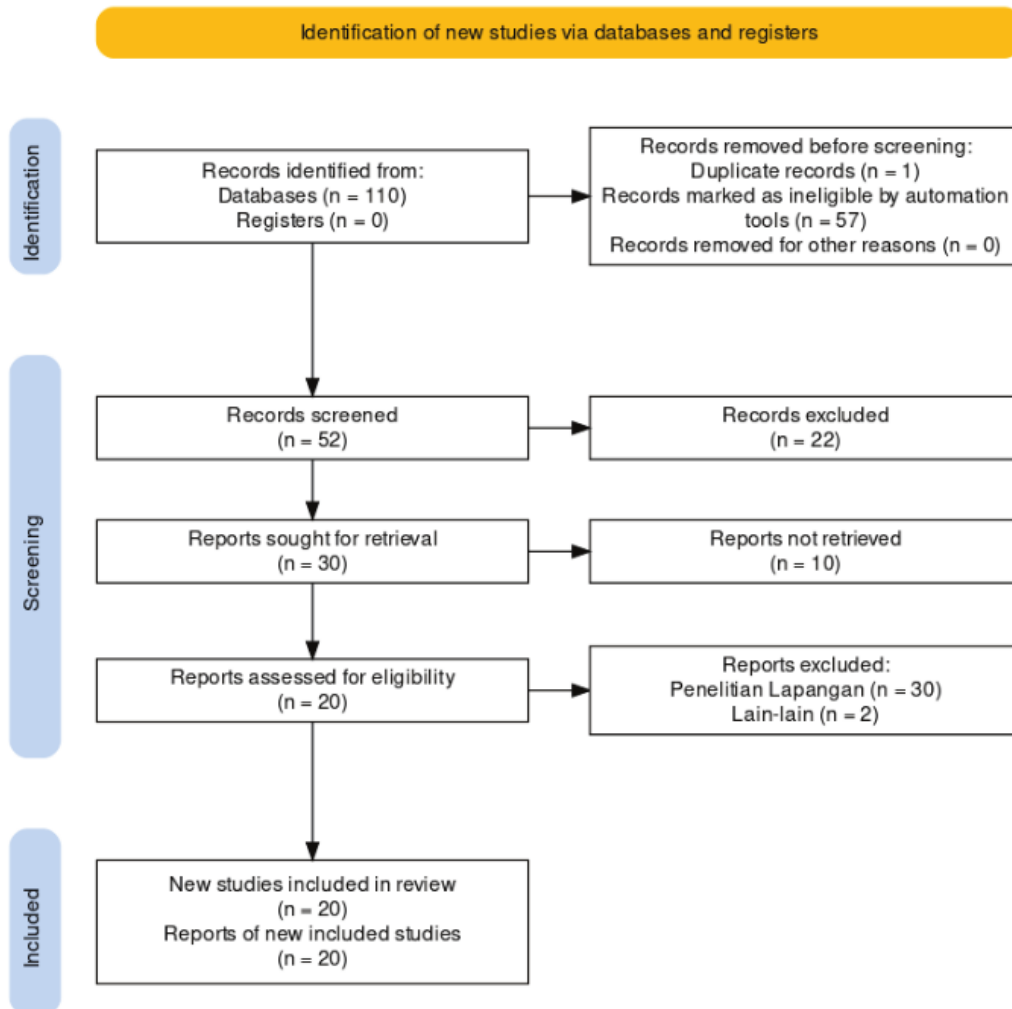 Identification of new studies via databases and registers
Identification
Records identified from:
Databases (n = 110)
Registers (n = 0)
Records removed before screening:
Duplicate records (n = 1)
Records marked as ineligible by automation
tools (n = 57)
Records removed for other reasons (n = 0)
Screening
Records screened
(n = 52)
Records excluded
(n = 22)
Reports sought for retrieval
(n = 30)
Reports not retrieved
(n = 10)
Reports assessed for eligibility
(n = 20)
Reports excluded:
Penelitian Lapangan (n = 30)
Lain-lain (n = 2)
Included
New studies included in review
(n = 20)
Reports of new included studies
(n = 20)